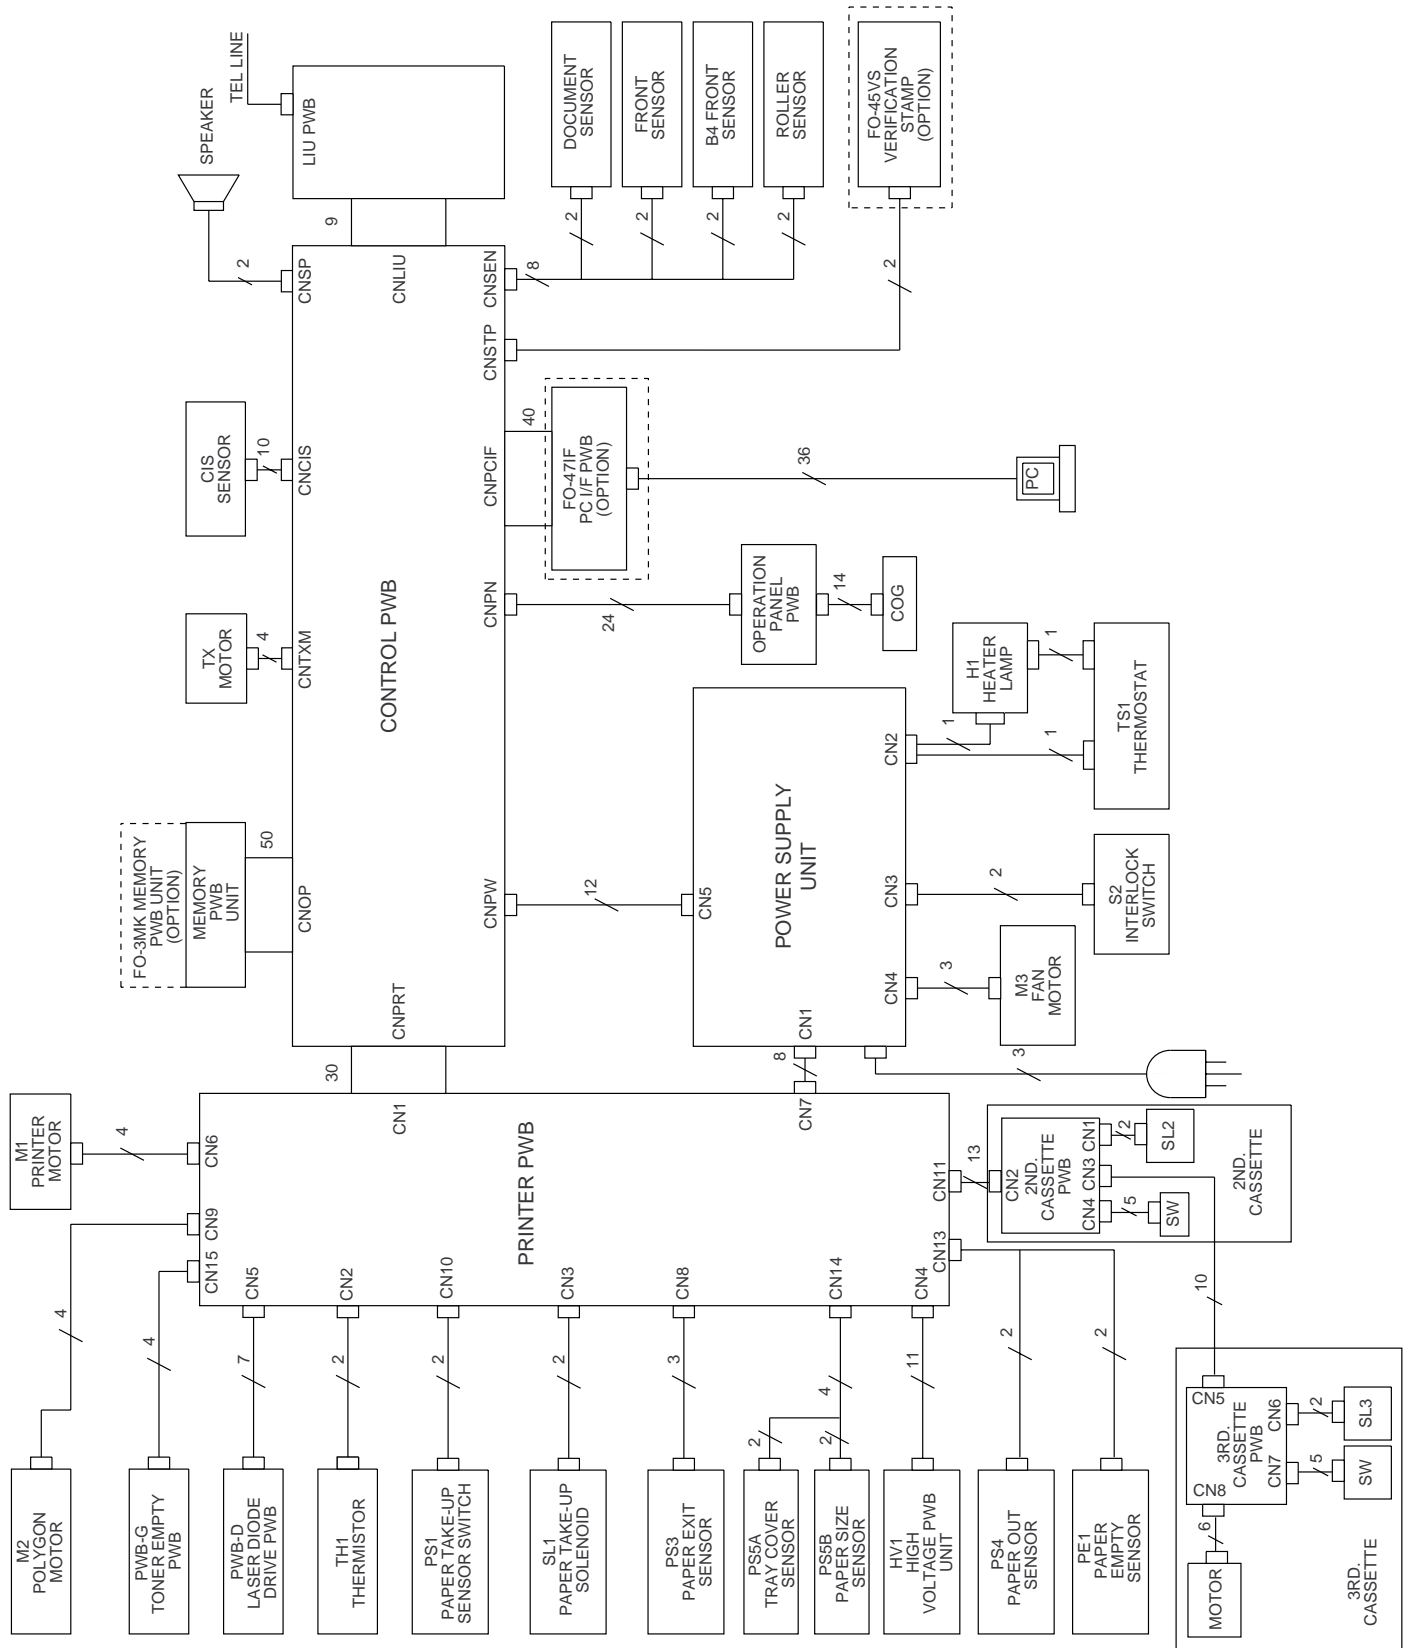 M2
POLYGON
MOTOR
4
PWB-G
TONER EMPTY
PWB
4
PWB-D
LASER DIODE
DRIVE PWB
7
TH1
THERMISTOR
2
PS1
PAPER TAKE-UP
SENSOR SWITCH
2
SL1
PAPER TAKE-UP
SOLENOID
2
PS3
PAPER EXIT
SENSOR
3
PS5A
TRAY COVER
SENSOR
2
PS5B
PAPER SIZE
SENSOR
2
4
HV1
HIGH
VOLTAGE PWB
UNIT
11
PS4
PAPER OUT
SENSOR
2
PE1
PAPER
EMPTY
SENSOR
2
M1
PRINTER
MOTOR
4
PRINTER PWB
CN6
CN9
CN15
CN5
CN2
CN10
CN3
CN8
CN14
CN4
CN13
CN11
CN1
CN7
30
8
13
3RD.
CASSETTE
3RD.
CASSETTE
PWB
CN5
CN6
CN7
CN8
MOTOR
6
SW
5
SL3
2
10
2ND.
CASSETTE
CN2
2ND.
CASSETTE
PWB
CN4
CN3
CN1
SW
5
SL2
2
FO-3MK MEMORY
PWB UNIT
(OPTION)
MEMORY
PWB
UNIT
50
TX
MOTOR
4
CIS
SENSOR
10
SPEAKER
2
TEL LINE
LIU PWB
9
CONTROL PWB
CNPRT
CNOP
CNTXM
CNCIS
CNSP
CNLIU
CNPW
CNPN
CNPCIF
CNSTP
CNSEN
8
DOCUMENT
SENSOR
2
FRONT
SENSOR
2
B4 FRONT
SENSOR
2
ROLLER
SENSOR
2
FO-45VS
VERIFICATION
STAMP
(OPTION)
2
40
FO-47IF
PC I/F PWB
(OPTION)
36
PC
24
OPERATION
PANEL
PWB
14
COG
12
POWER SUPPLY
UNIT
CN5
CN1
CN4
CN3
CN2
3
M3
FAN
MOTOR
3
S2
INTERLOCK
SWITCH
2
H1
HEATER
LAMP
1
1
1
TS1
THERMOSTAT